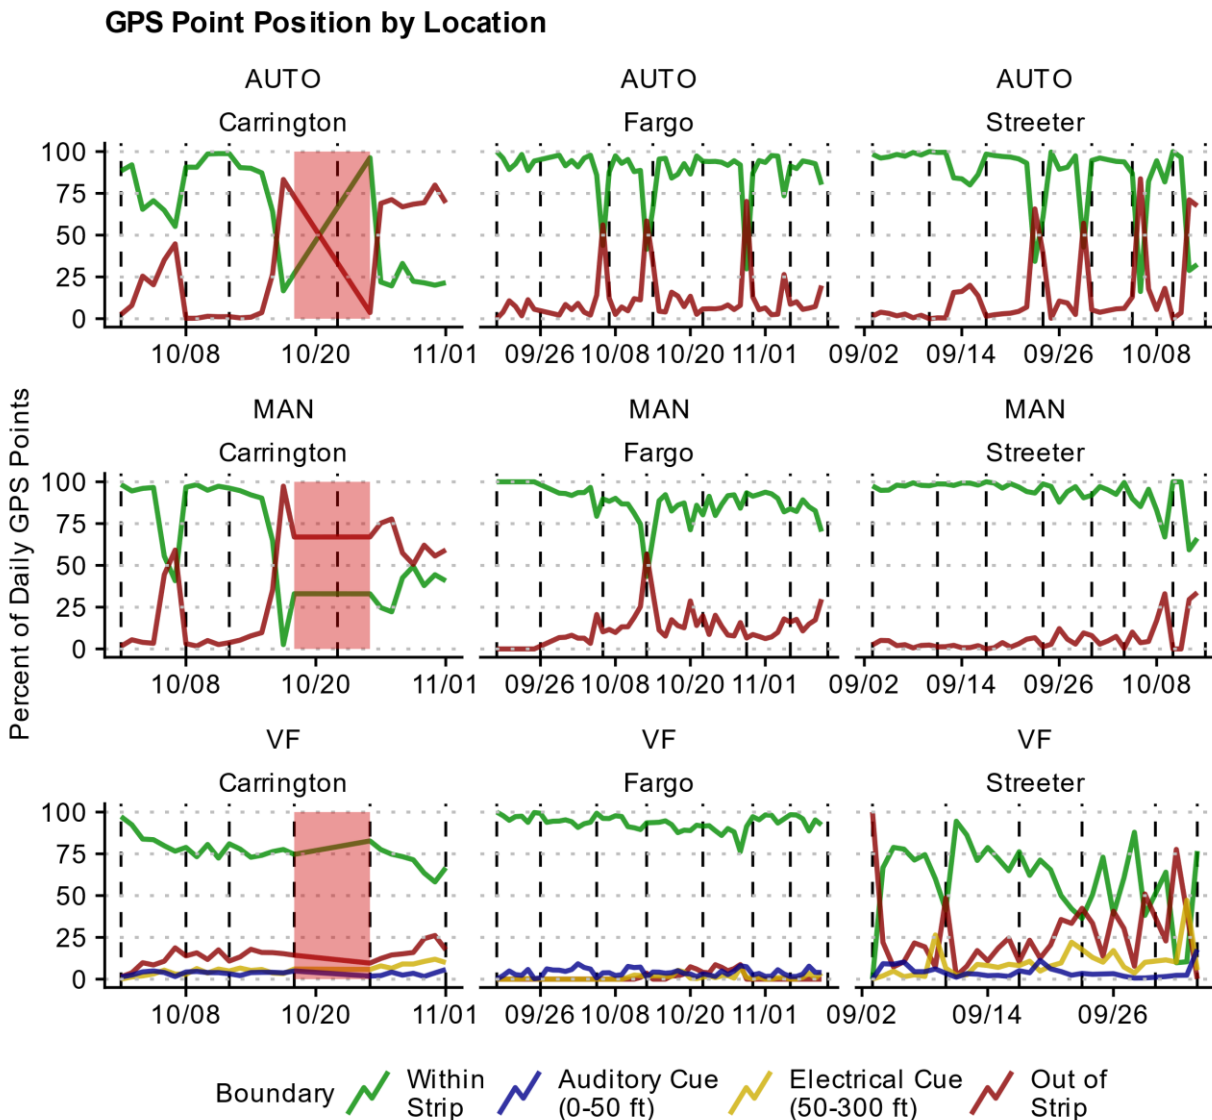 GPS Point Position by Location
AUTO AUTO AUTO
Carrington Fargo Streeter
100
75
50
25
0
10/08 10/20 11/01 09/26 10/08 10/20 11/01 09/02 09/14 09/26 10/08
MAN MAN MAN
Carrington Fargo Streeter
100
75
50
25
0
10/08 10/20 11/01 09/26 10/08 10/20 11/01 09/02 09/14 09/26 10/08
VF VF VF
Carrington Fargo Streeter
100
75
50
25
0
10/08 10/20 11/01 09/26 10/08 10/20 11/01 09/02 09/14 09/26
Percent of Daily GPS Points
Boundary
Within
Strip
Auditory Cue
(0-50 ft)
Electrical Cue
(50-300 ft)
Out of
Strip